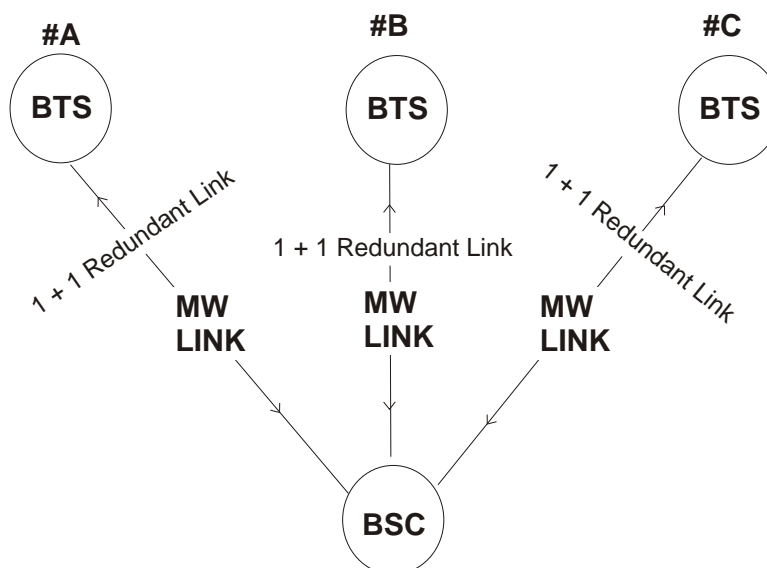 #A
#B
#C
BTS
BTS
BTS
1 + 1 Redundant Link
1 + 1 Redundant Link
1 + 1 Redundant Link
MW
LINK
MW
LINK
MW
LINK
BSC